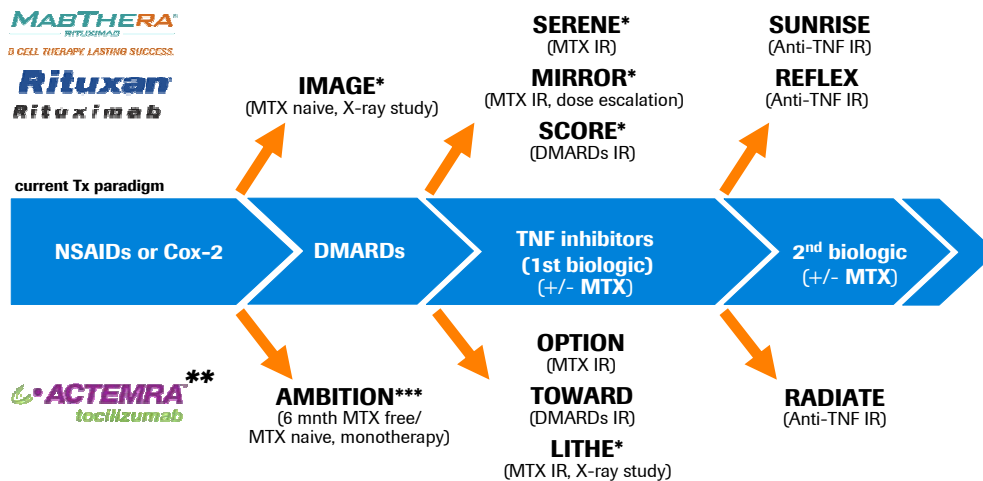 MABTHERA®
RITUXIMAB
B CELL THERAPY. LASTING SUCCESS.
Rituxan®
Rituximab
IMAGE*
(MTX naive, X-ray study)
SERENE*
(MTX IR)
MIRROR*
(MTX IR, dose escalation)
SCORE*
(DMARDs IR)
SUNRISE
(Anti-TNF IR)
REFLEX
(Anti-TNF IR)
current Tx paradigm
NSAIDs or Cox-2
DMARDs
TNF inhibitors
(1st biologic)
(+/- MTX)
2nd biologic
(+/- MTX)
ACTEMRA**
tocilizumab
AMBITION***
(6 mnth MTX free/
MTX naive, monotherapy)
OPTION
(MTX IR)
TOWARD
(DMARDs IR)
LITHE*
(MTX IR, X-ray study)
RADIATE
(Anti-TNF IR)